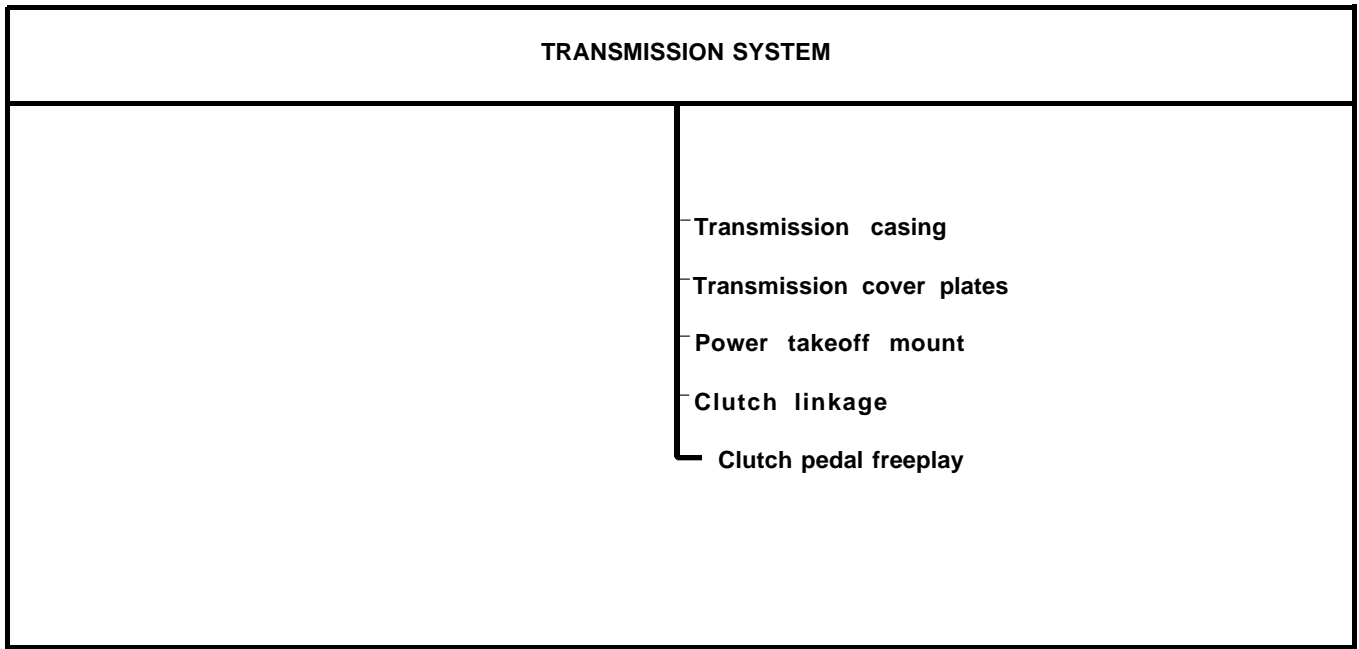 TRANSMISSION SYSTEM
Transmission casing
Transmission cover plates
Power takeoff mount
Clutch linkage
Clutch pedal freeplay